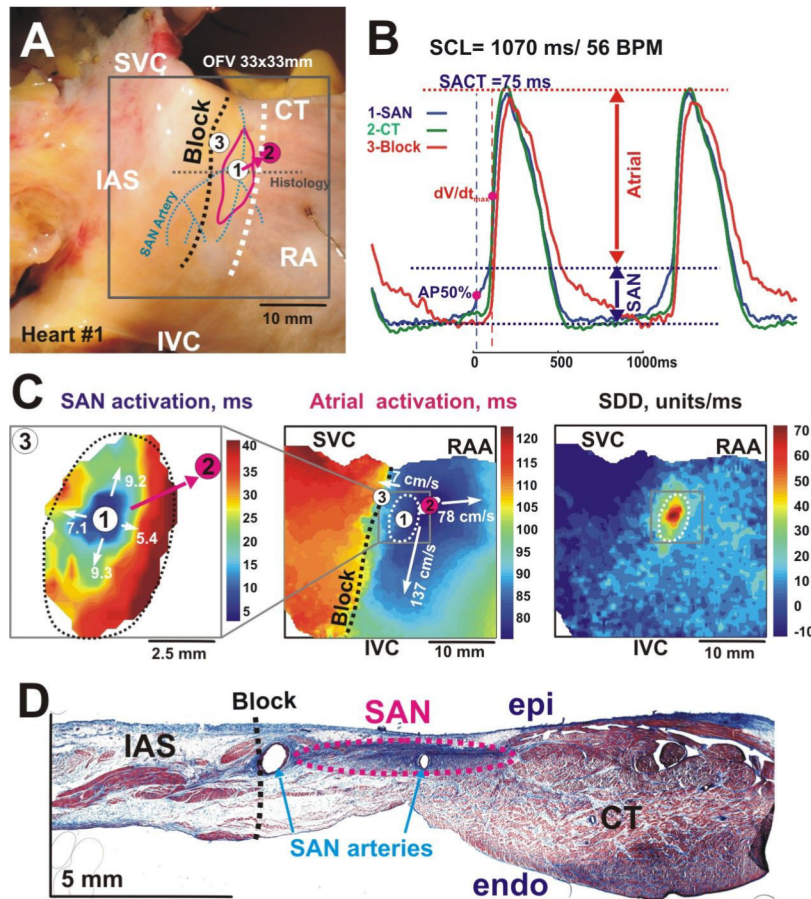 A
SVC
OFV 33x33mm
CT
Block
3
2
1
IAS
Histology
SAN Artery
RA
10 mm
Heart #1
IVC
B
SCL= 1070 ms/ 56 BPM
SACT =75 ms
1-SAN
2-CT
3-Block
Atrial
dV/dtmax
AP50%
SAN
0
500
1000ms
C
SAN activation, ms
3
2
9.2
1
7.1
5.4
9.3
40
35
30
25
20
15
10
5
2.5 mm
Atrial activation, ms
SVC
RAA
7 cm/s
3
2
1
78 cm/s
137 cm/s
Block
IVC
10 mm
120
115
110
105
100
95
90
85
80
SDD, units/ms
SVC
RAA
IVC
10 mm
70
60
50
40
30
20
10
0
-10
D
Block
SAN
epi
IAS
CT
SAN arteries
endo
5 mm